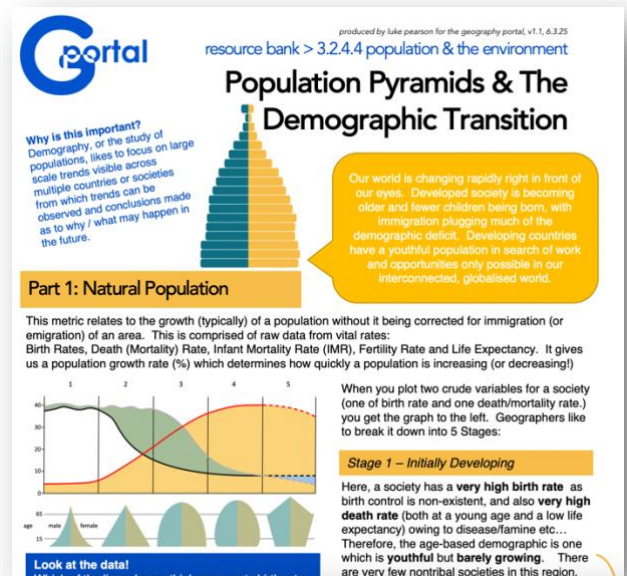 Gportal
produced by luke pearson for the geography portal, v1.1, 6.3.25
resource bank > 3.2.4.4 population & the environment
Population Pyramids & The
Demographic Transition
Why is this important?
Demography, or the study of
populations, likes to focus on large
scale trends visible across
multiple countries or societies
from which trends can be
observed and conclusions made
as to why / what may happen in
the future.
Our world is changing rapidly right in front of
our eyes. Developed society is becoming
older and fewer children being born, with
immigration plugging much of the
demographic deficit. Developing countries
have a youthful population in search of work
and opportunities only possible in our
interconnected, globalised world.
Part 1: Natural Population
This metric relates to the growth (typically) of a population without it being corrected for immigration (or
emigration) of an area. This is comprised of raw data from vital rates:
Birth Rates, Death (Mortality) Rate, Infant Mortality Rate (IMR), Fertility Rate and Life Expectancy. It gives
us a population growth rate (%) which determines how quickly a population is increasing (or decreasing!)
1 2 3 4 5
40
30
20
10
0
65
age male female
15
Look at the data!
When you plot two crude variables for a society
(one of birth rate and one death/mortality rate.)
you get the graph to the left. Geographers like
to break it down into 5 Stages:
Stage 1 – Initially Developing
Here, a society has a very high birth rate as
birth control is non-existent, and also very high
death rate (both at a young age and a low life
expectancy) owing to disease/famine etc…
Therefore, the age-based demographic is one
which is youthful but barely growing. There
are very few nontribal societies in this region,